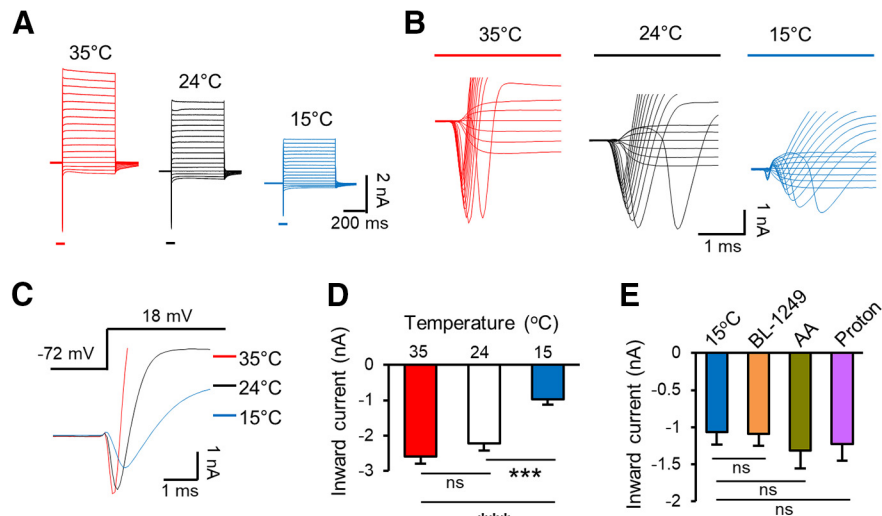 A
35°C
24°C
15°C
2 nA
200 ms
B
35°C
24°C
15°C
1 nA
1 ms
C
18 mV
-72 mV
35°C
24°C
15°C
1 nA
1 ms
D
Temperature (°C)
35 24 15
Inward current (nA)
0
-1
-2
-3
ns
***
E
15°C
BL-1249
AA
Proton
Inward current (nA)
0
-0.5
-1
-1.5
-2
ns
ns
ns